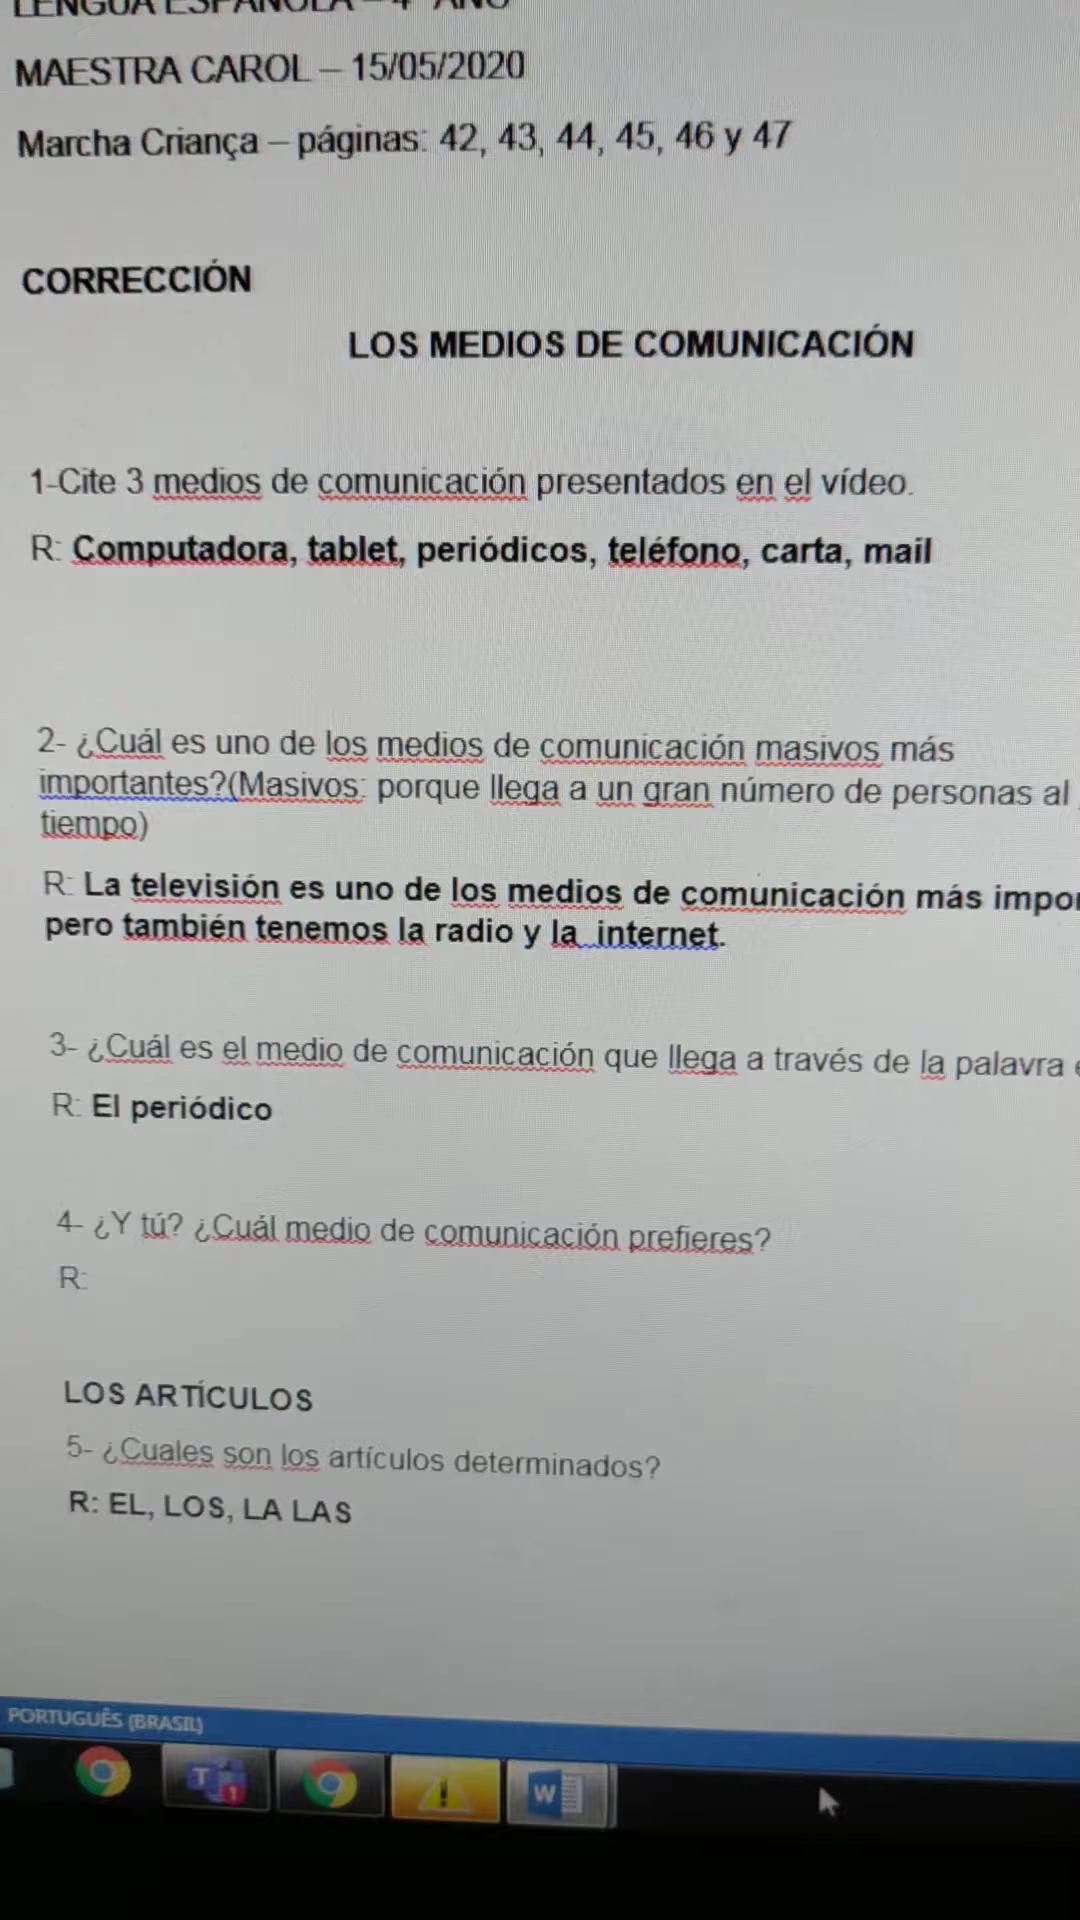 LENGUA ESPAÑOLA – 4º AÑO
MAESTRA CAROL – 15/05/2020
Marcha Criança – páginas: 42, 43, 44, 45, 46 y 47
CORRECCIÓN
LOS MEDIOS DE COMUNICACIÓN
1-Cite 3 medios de comunicación presentados en el vídeo.
R: Computadora, tablet, periódicos, teléfono, carta, mail
2- ¿Cuál es uno de los medios de comunicación masivos más
importantes?(Masivos: porque llega a un gran número de personas al
tiempo)
R: La televisión es uno de los medios de comunicación más
pero también tenemos la radio y la internet.
3- ¿Cuál es el medio de comunicación que llega a través de la palavra
R: El periódico
4- ¿Y tú? ¿Cuál medio de comunicación prefieres?
R:
LOS ARTÍCULOS
5- ¿Cuales son los artículos determinados?
R: EL, LOS, LA LAS
PORTUGUÊS (BRASIL)
T 1
W